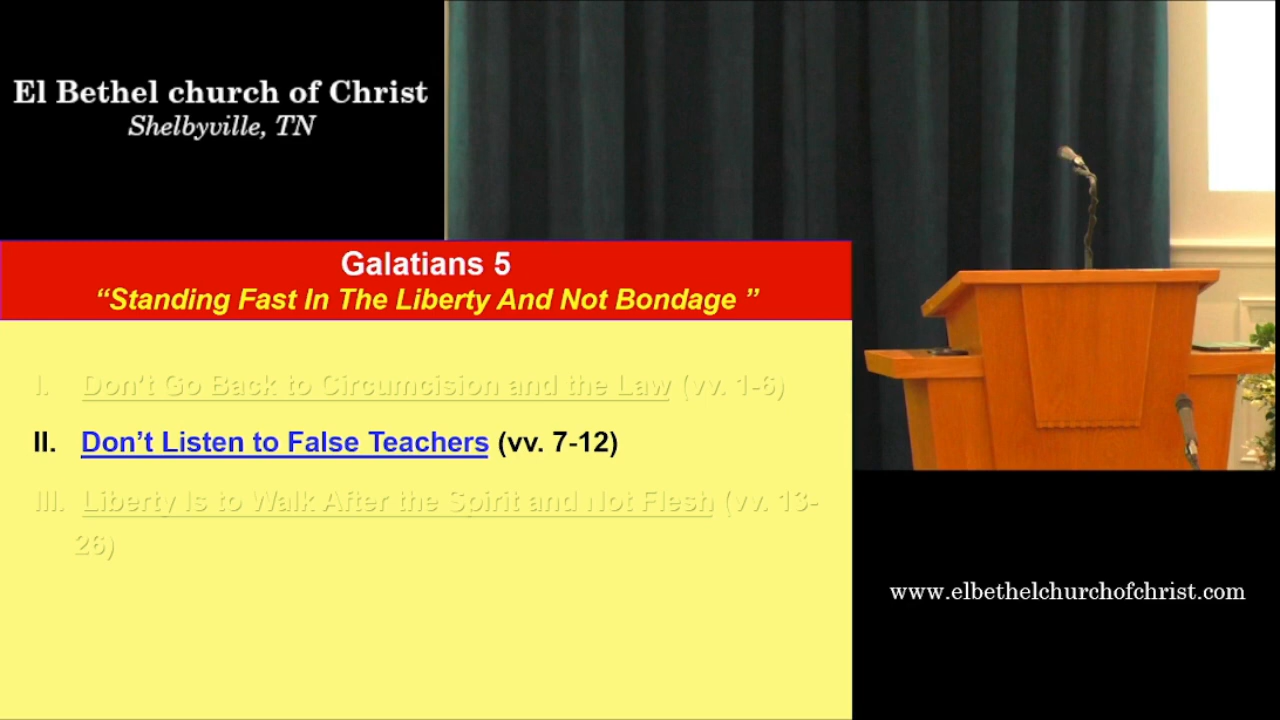 El Bethel church of Christ
Shelbyville, TN
Galatians 5
“Standing Fast In The Liberty And Not Bondage ”
I. Don’t Go Back to Circumcision and the Law (vv. 1-6)
II. Don’t Listen to False Teachers (vv. 7-12)
III. Liberty Is to Walk After the Spirit and Not Flesh (vv. 13-
26)
www.elbethelchurchofchrist.com